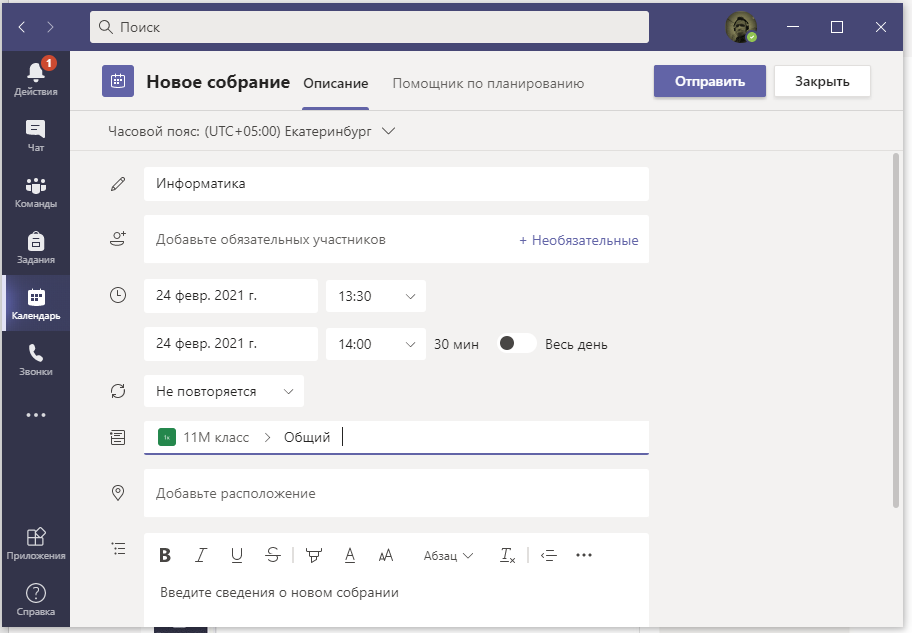 Поиск
1
Действия
Чат
Команды
Задания
Календарь
Звонки
Приложения
Справка
Новое собрание Описание Помощник по планированию Отправить Закрыть
Часовой пояс: (UTC+05:00) Екатеринбург
Информатика
Добавьте обязательных участников + Необязательные
24 февр. 2021 г. 13:30
24 февр. 2021 г. 14:00 30 мин Весь день
Не повторяется
11М класс > Общий
Добавьте расположение
B I U S A AA Абзац Tx
Введите сведения о новом собрании